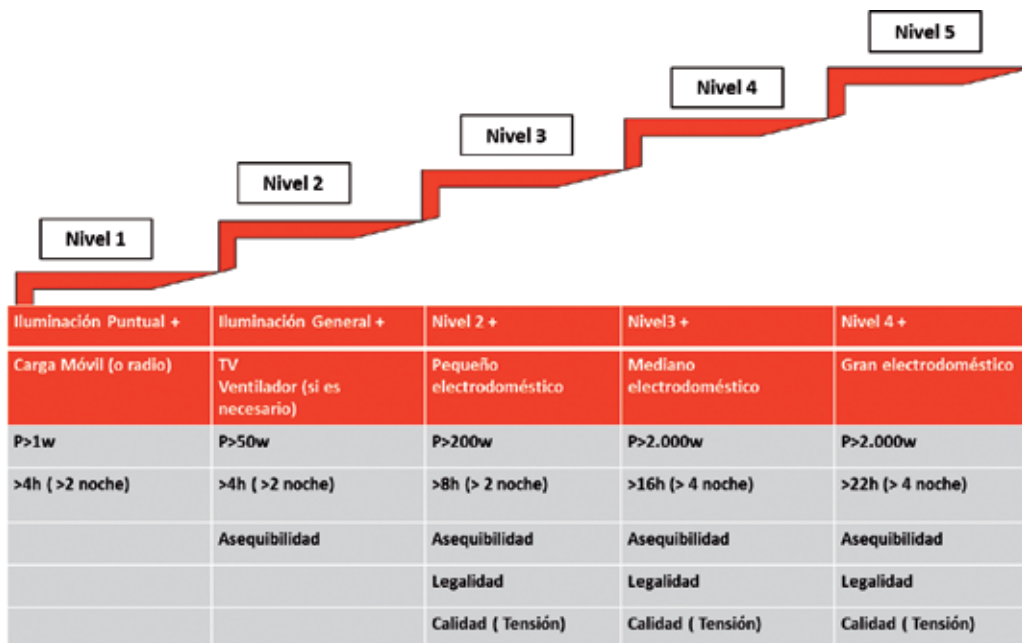 Nivel 5
Nivel 4
Nivel 3
Nivel 2
Nivel 1
Iluminación Puntual +
Iluminación General +
Nivel 2 +
Nivel3 +
Nivel 4 +
Carga Móvil (o radio)
TV
Ventilador (si es
necesario)
Pequeño
electrodoméstico
Mediano
electrodoméstico
Gran electrodoméstico
P>1w
P>50w
P>200w
P>2.000w
P>2.000w
>4h ( >2 noche)
>4h ( >2 noche)
>8h (> 2 noche)
>16h (> 4 noche)
>22h (> 4 noche)
Asequibilidad
Asequibilidad
Asequibilidad
Asequibilidad
Legalidad
Legalidad
Legalidad
Calidad ( Tensión)
Calidad ( Tensión)
Calidad ( Tensión)